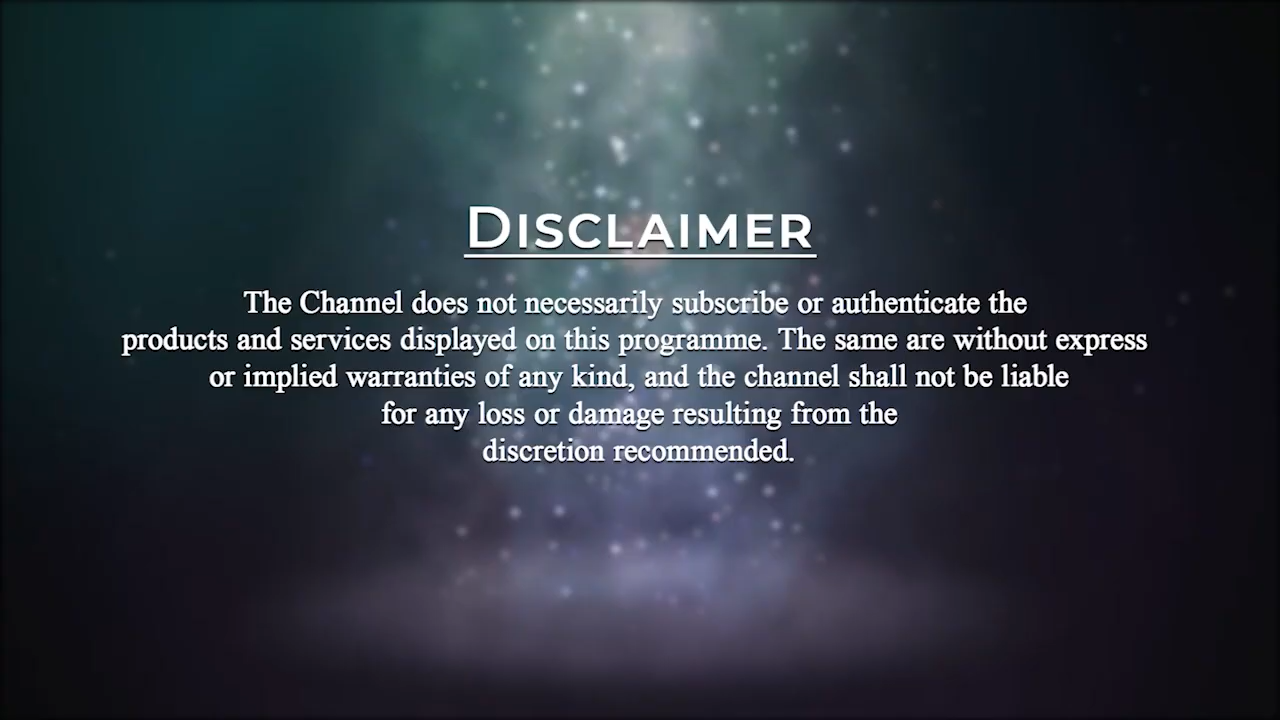 DISCLAIMER
The Channel does not necessarily subscribe or authenticate the
products and services displayed on this programme. The same are without express
or implied warranties of any kind, and the channel shall not be liable
for any loss or damage resulting from the
discretion recommended.